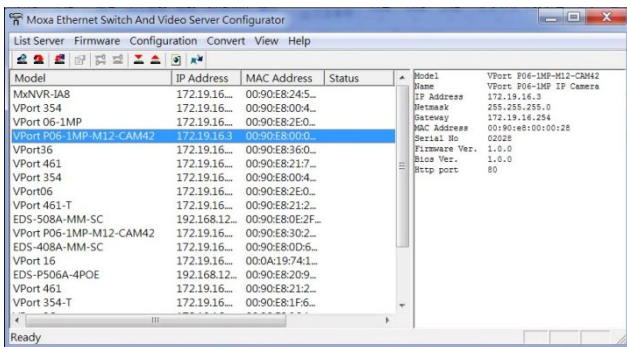 Moxa Ethernet Switch And Video Server Configurator
List Server Firmware Configuration Convert View Help
Model IP Address MAC Address Status
MxNVR-IA8 172.19.16.... 00:90:E8:24:5...
VPort 354 172.19.16.... 00:90:E8:00:4...
VPort 06-1MP 172.19.16.... 00:90:E8:2E:0...
VPort P06-1MP-M12-CAM42 172.19.16.3 00:90:E8:00:0...
VPort36 172.19.16.... 00:90:E8:36:0...
VPort 461 172.19.16.... 00:90:E8:21:7...
VPort 354 172.19.16.... 00:90:E8:00:4...
VPort06 172.19.16.... 00:90:E8:2E:0...
VPort 461-T 172.19.16.... 00:90:E8:21:2...
EDS-508A-MM-SC 192.168.12... 00:90:E8:0E:2F...
VPort P06-1MP-M12-CAM42 172.19.16.... 00:90:E8:30:2...
EDS-408A-MM-SC 172.19.16.... 00:90:E8:0D:6...
VPort 16 172.19.16.... 00:0A:19:74:1...
EDS-P506A-4POE 192.168.12... 00:90:E8:20:9...
VPort 461 172.19.16.... 00:90:E8:21:2...
VPort 354-T 172.19.16.... 00:90:E8:1F:6...
Model VPort P06-1MP-M12-CAM42
Name VPort P06-1MP IP Camera
IP Address 172.19.16.3
Netmask 255.255.255.0
Gateway 172.19.16.254
MAC Address 00:90:e8:00:00:28
Serial No 02028
Firmware Ver. 1.0.0
Bios Ver. 1.0.0
Http port 80
Ready